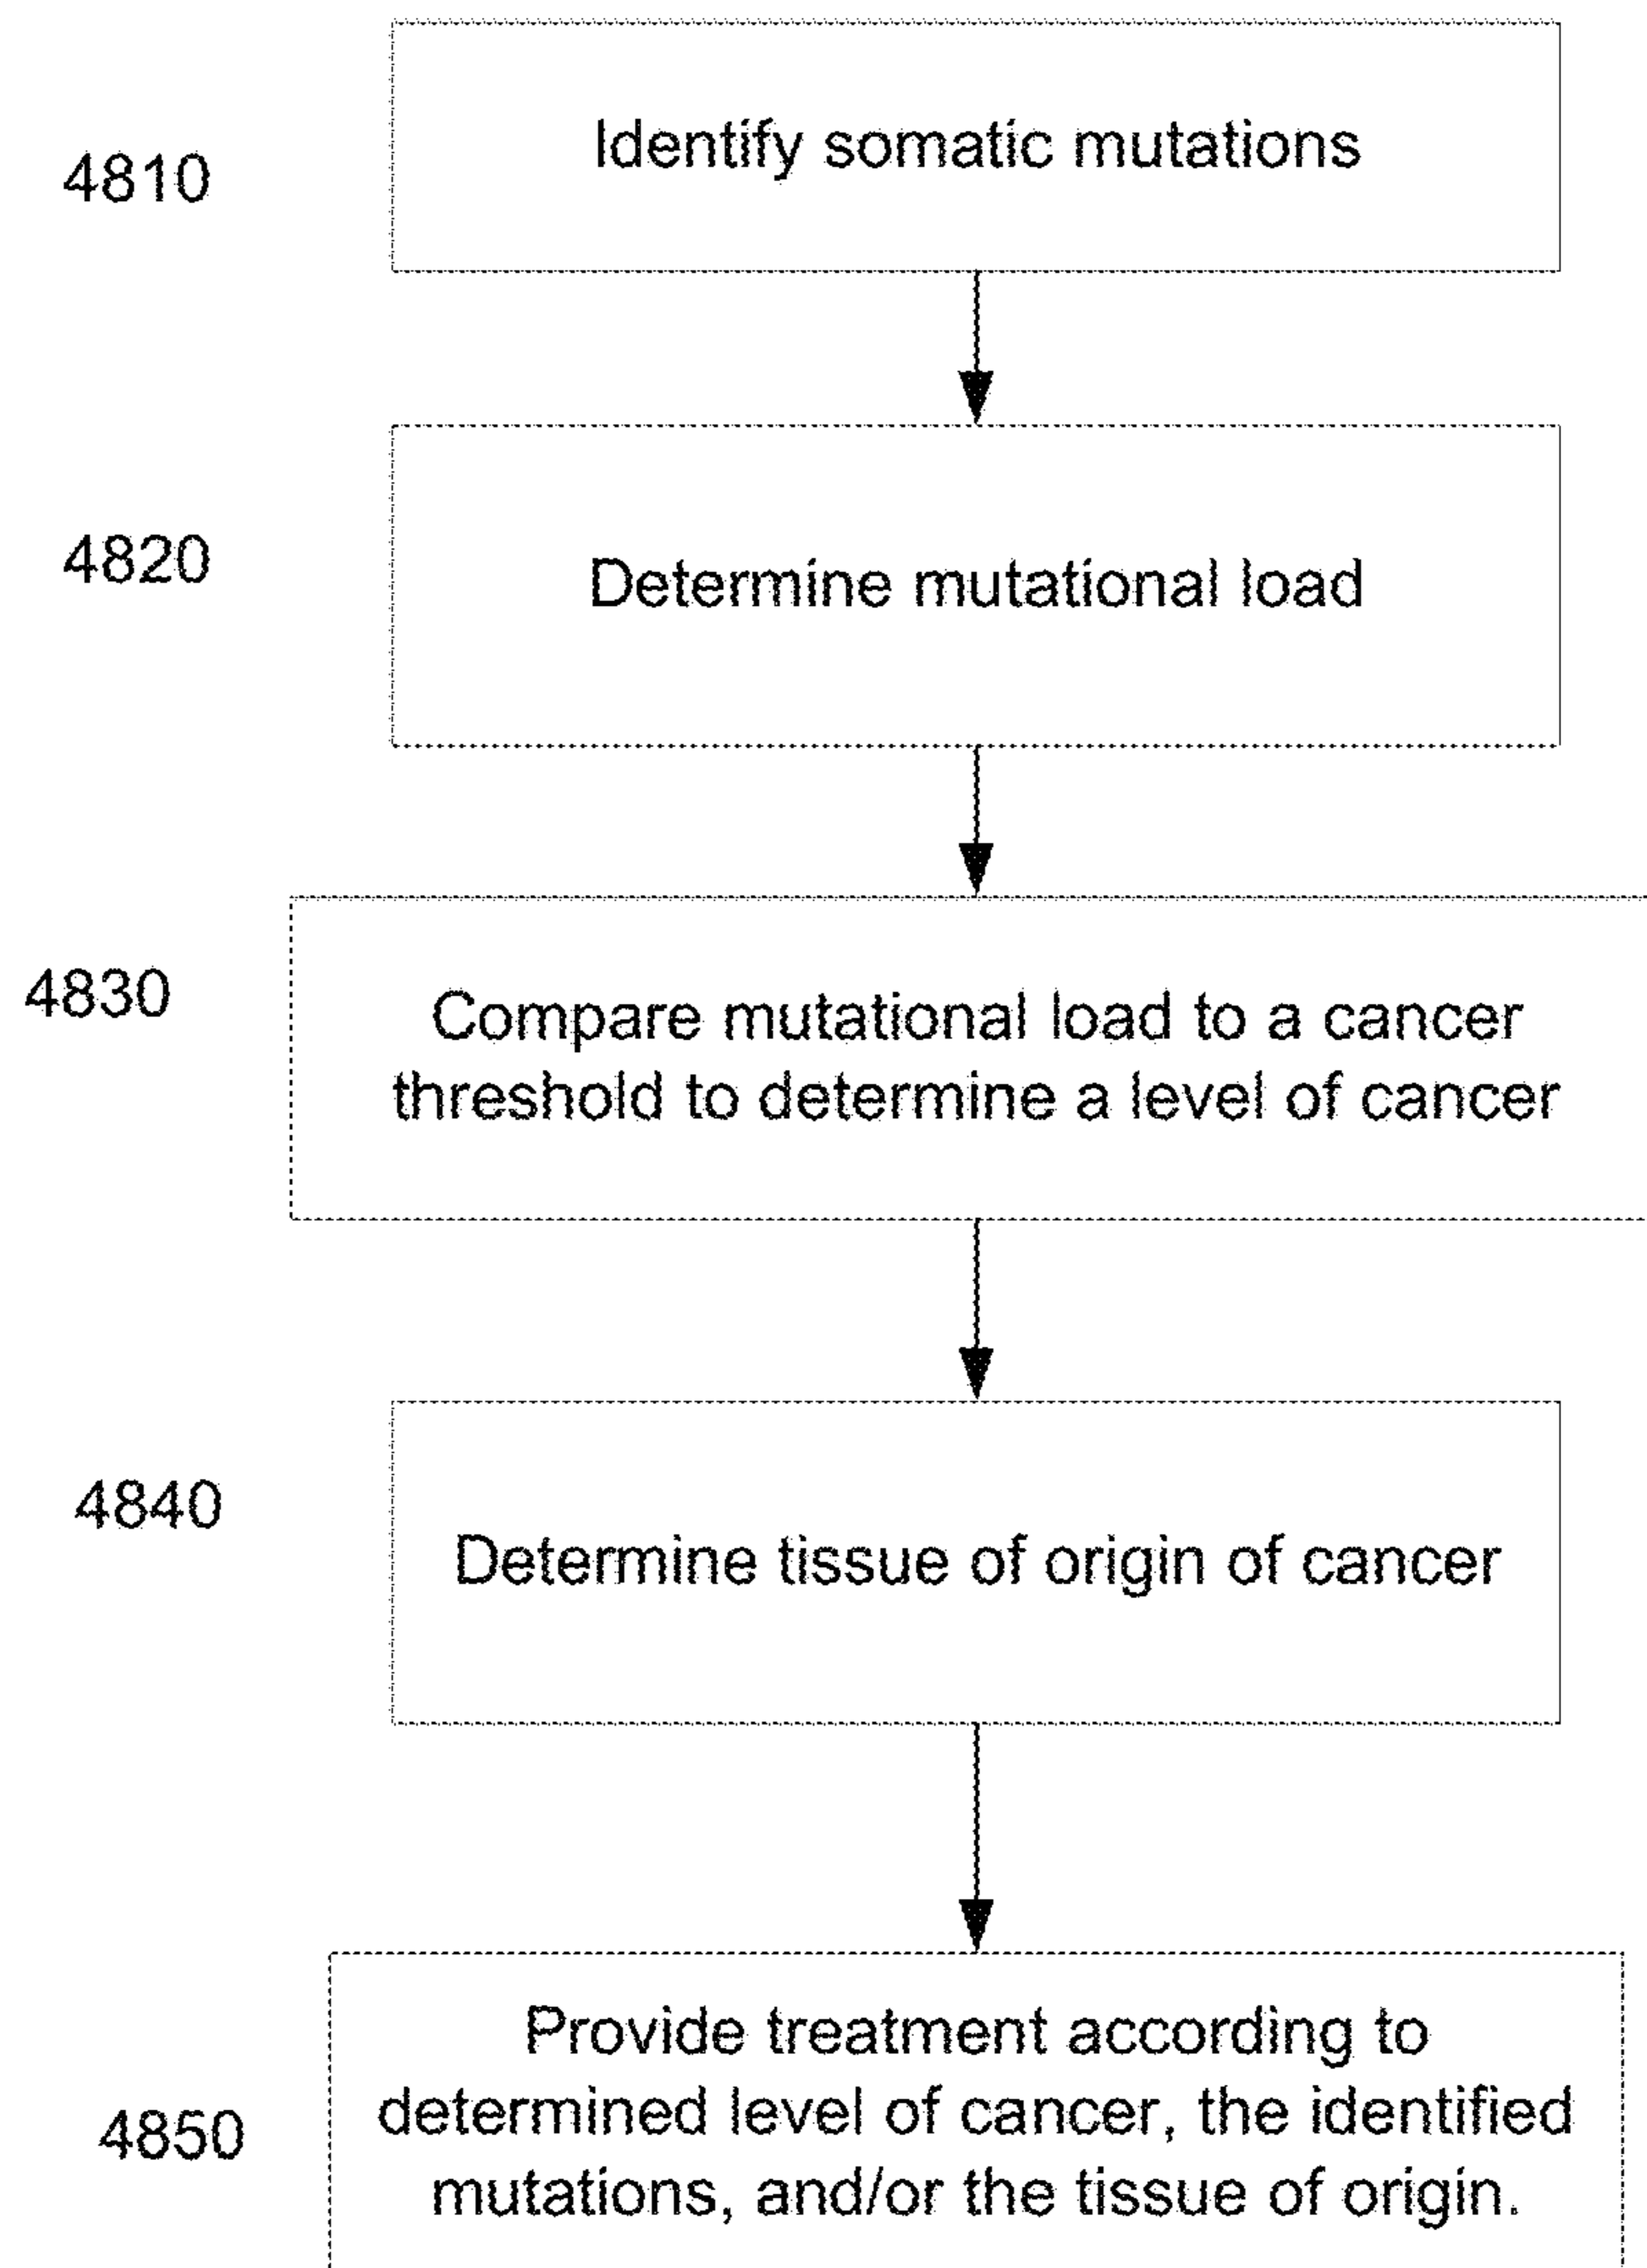 4810
Identify somatic mutations
4820
Determine mutational load
4830
Compare mutational load to a cancer
threshold to determine a level of cancer
4840
Determine tissue of origin of cancer
4850
Provide treatment according to
determined level of cancer, the identified
mutations, and/or the tissue of origin.